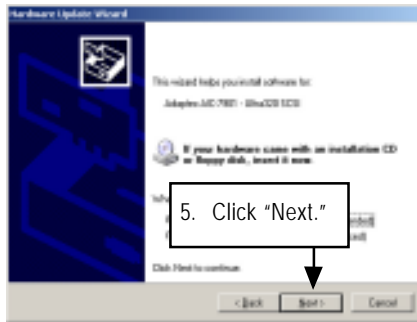 Hardware Update Wizard
This wizard helps you install software for:
Adaptec AIC-7901 - Ultra320 SCSI
If your hardware came with an installation CD
or floppy disk, insert it now.
5. Click “Next.”
Click Next to continue.
< Back Next > Cancel